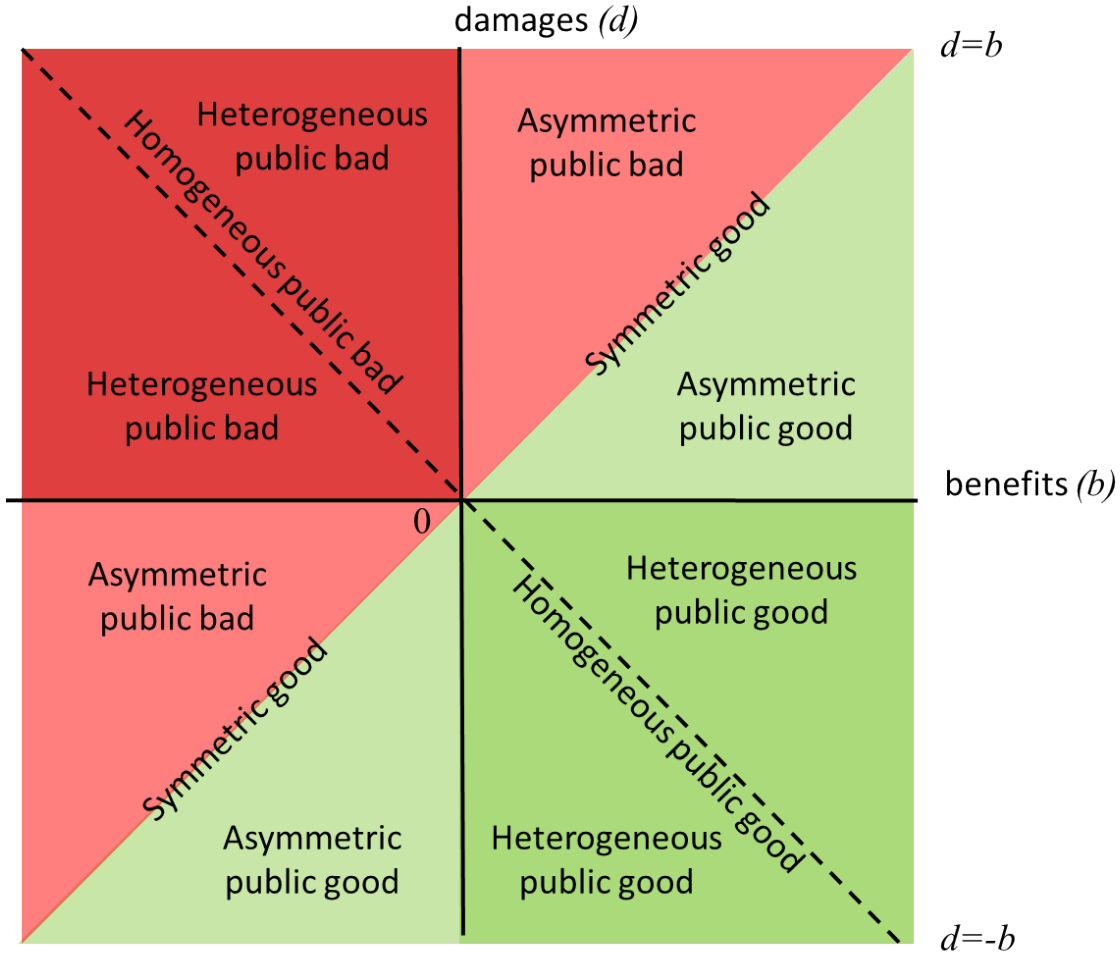 damages (d)
d=b
Heterogeneous
public bad
Homogeneous public bad
Asymmetric
public bad
Symmetric good
Heterogeneous
public bad
Asymmetric
public good
benefits (b)
0
Asymmetric
public bad
Heterogeneous
public good
Homogeneous public good
Symmetric good
Asymmetric
public good
Heterogeneous
public good
d=-b